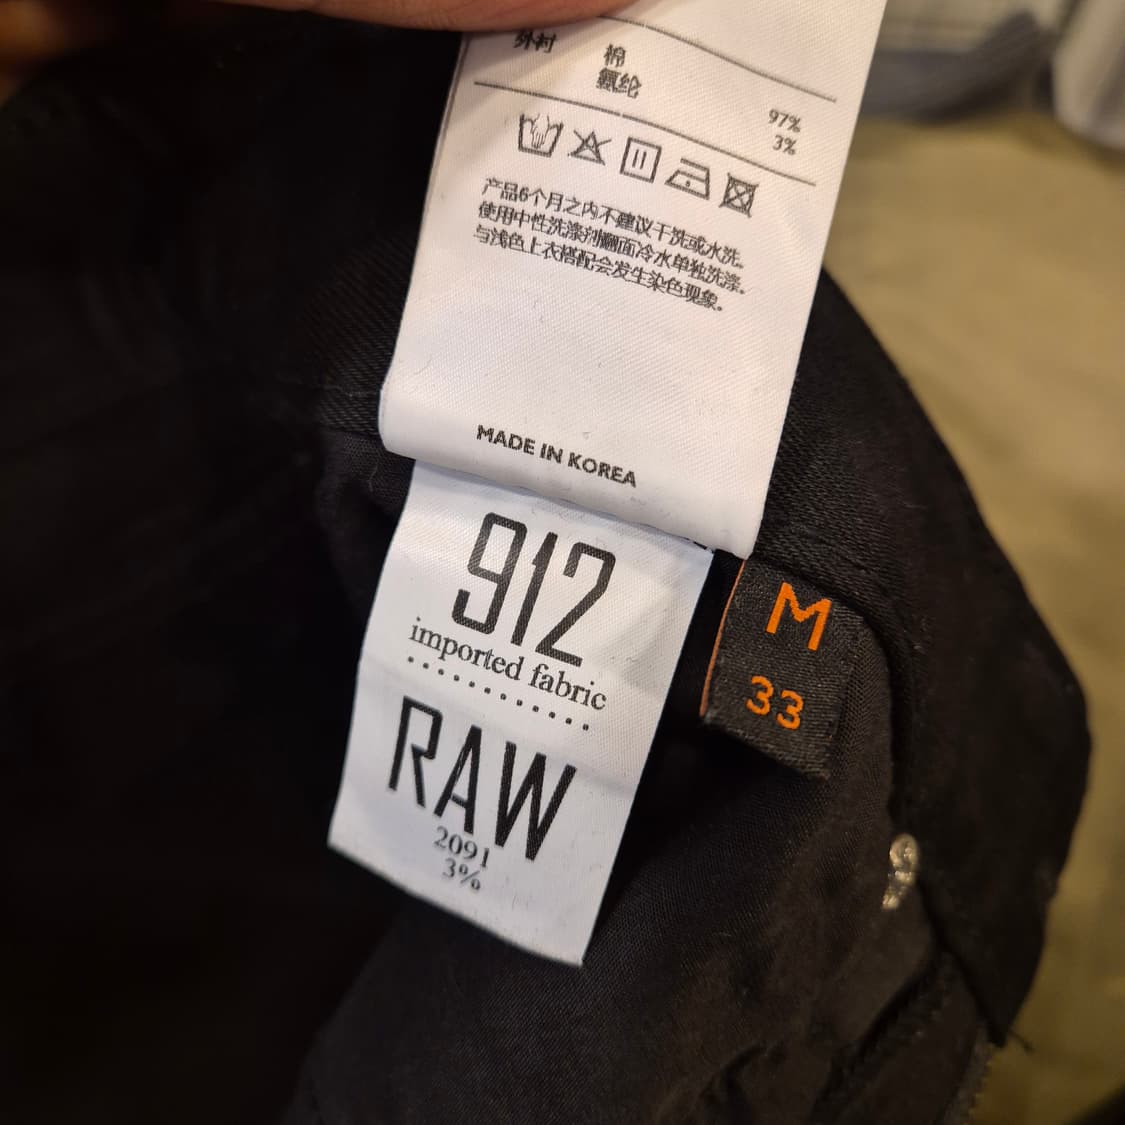 外衬
棉
氨纶
97%
3%
产品6个月之内不建议干洗或水洗。
使用中性洗涤剂翻面冷水单独洗涤。
与浅色上衣搭配会发生染色现象。
MADE IN KOREA
912
imported fabric
RAW
2091
3%
M
33